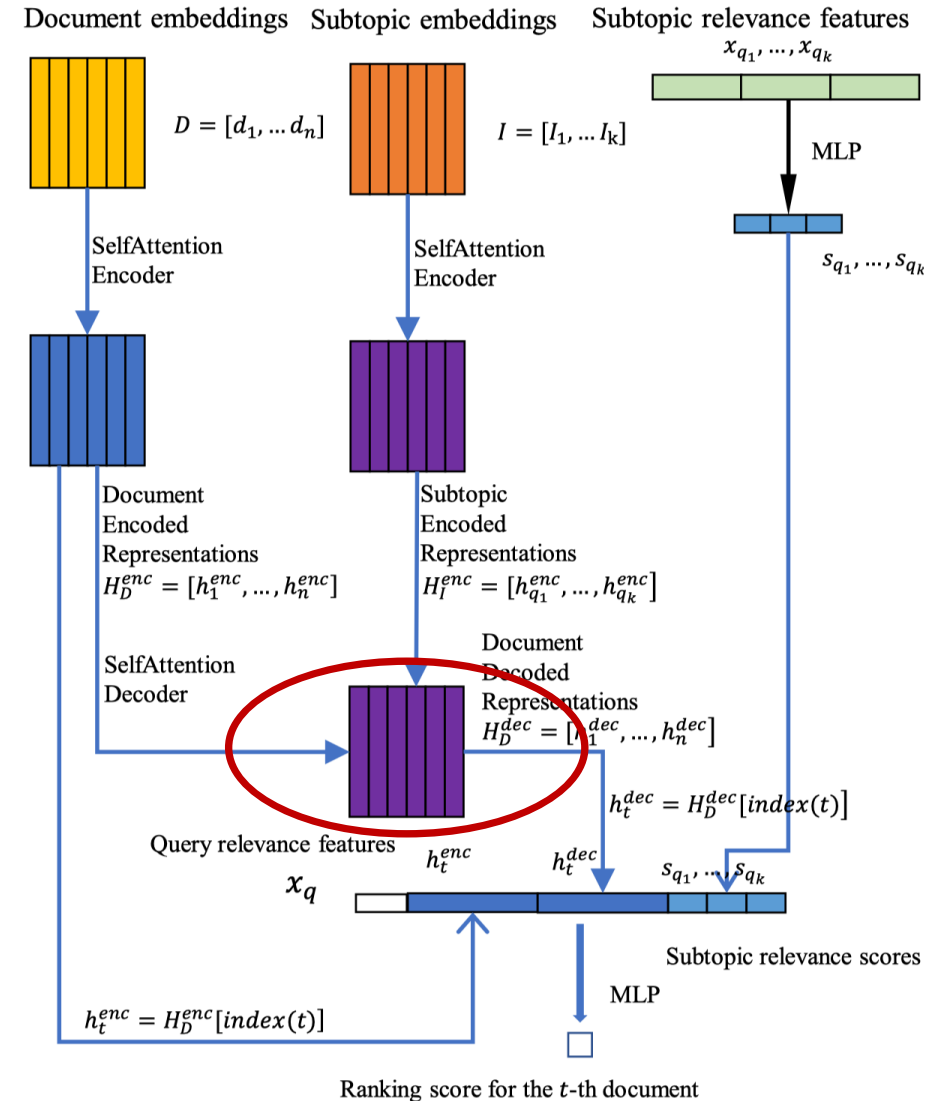 Document embeddings
Subtopic embeddings
Subtopic relevance features
x_{q_1}, ..., x_{q_k}
D = [d_1, ... d_n]
I = [I_1, ... I_k]
MLP
SelfAttention
Encoder
SelfAttention
Encoder
s_{q_1}, ..., s_{q_k}
Document
Encoded
Representations
H_D^{enc} = [h_1^{enc}, ..., h_n^{enc}]
Subtopic
Encoded
Representations
H_I^{enc} = [h_{q_1}^{enc}, ..., h_{q_k}^{enc}]
SelfAttention
Decoder
Document
Decoded
Representations
H_D^{dec} = [h_1^{dec}, ..., h_n^{dec}]
h_t^{dec} = H_D^{dec}[index(t)]
Query relevance features
x_q
h_t^{enc}
h_t^{dec}
s_{q_1}, ..., s_{q_k}
Subtopic relevance scores
MLP
h_t^{enc} = H_D^{enc}[index(t)]
Ranking score for the t-th document